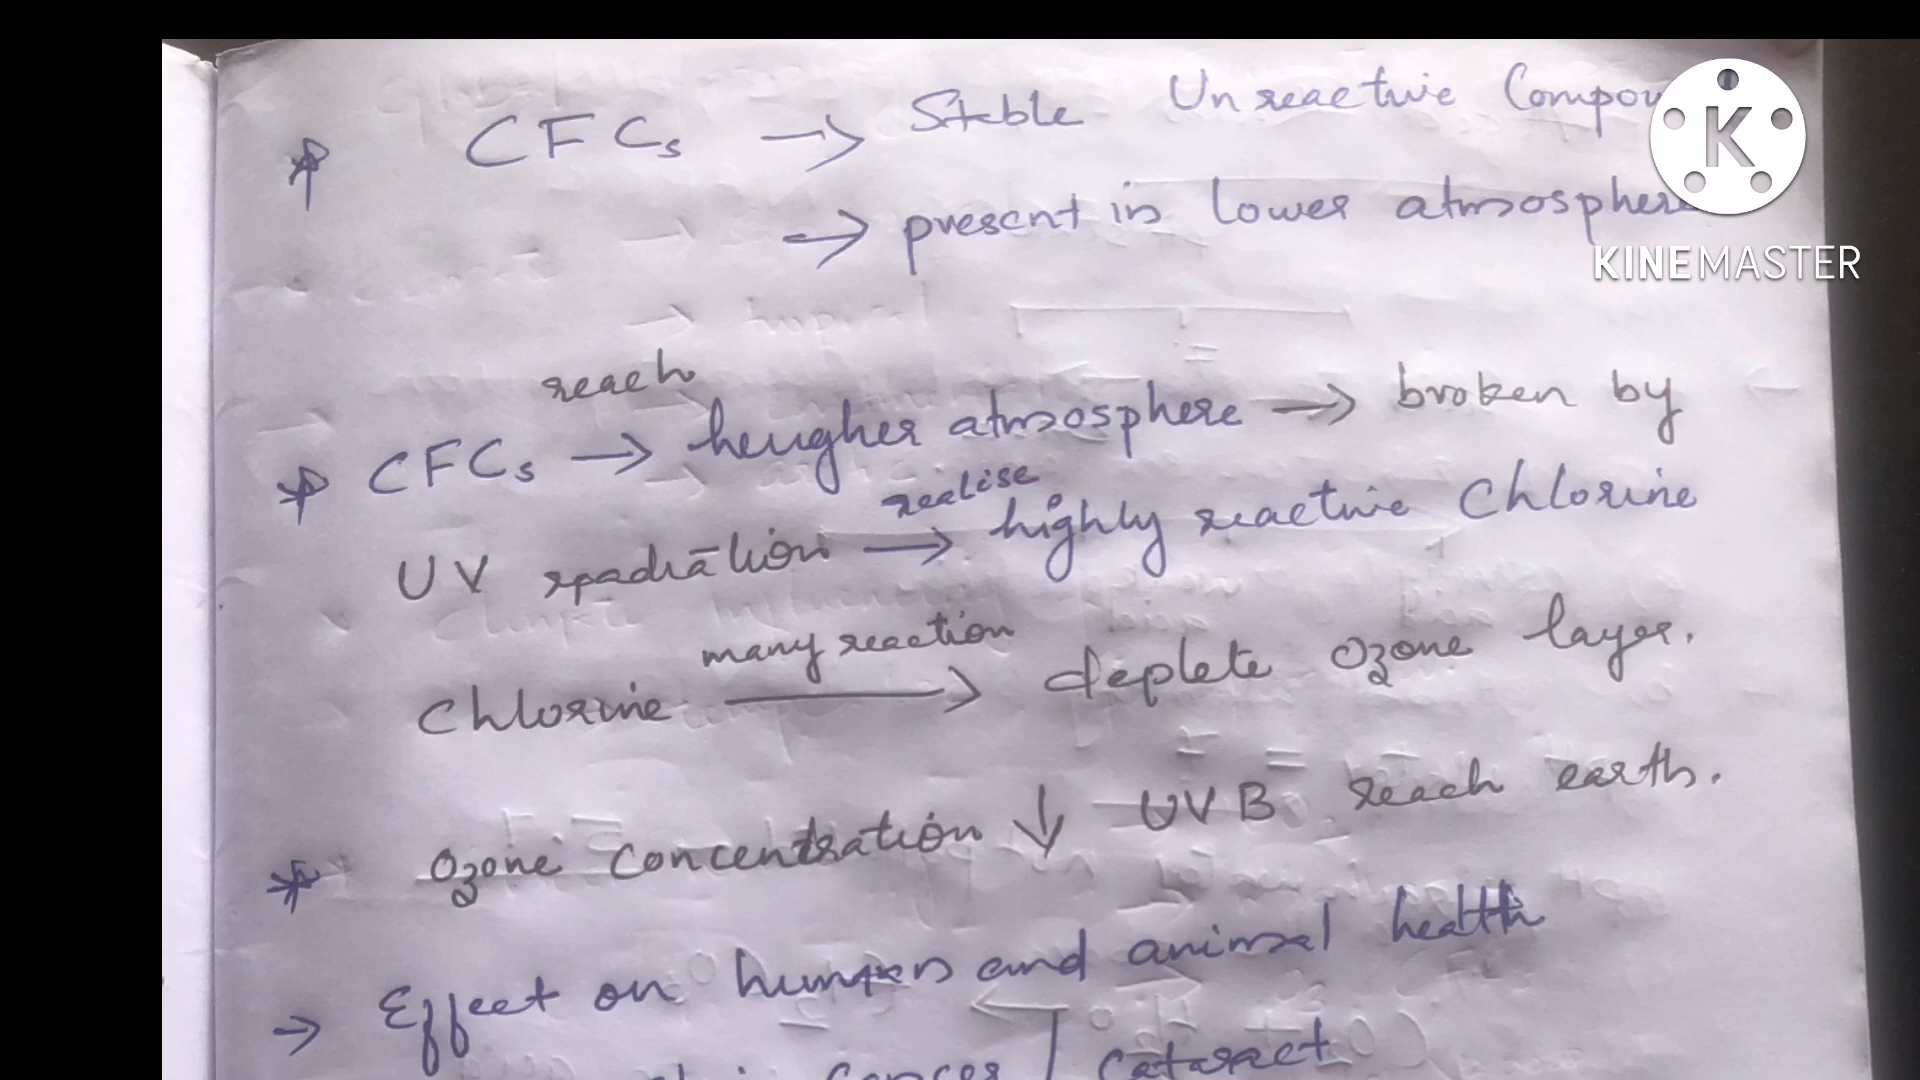 CFCs → Stable Unreactive Compou
→ present in lower atmosphere
KINEMASTER
reach
* CFCs → heigher atmosphere → broken by
realise
UV radiation → highly reactive Chlorine
many reaction
Chlorine → deplete Ozone layer.
* Ozone Concentration ↓ UVB reach earth.
→ Effect on humans and animal health
cancer / Cataract